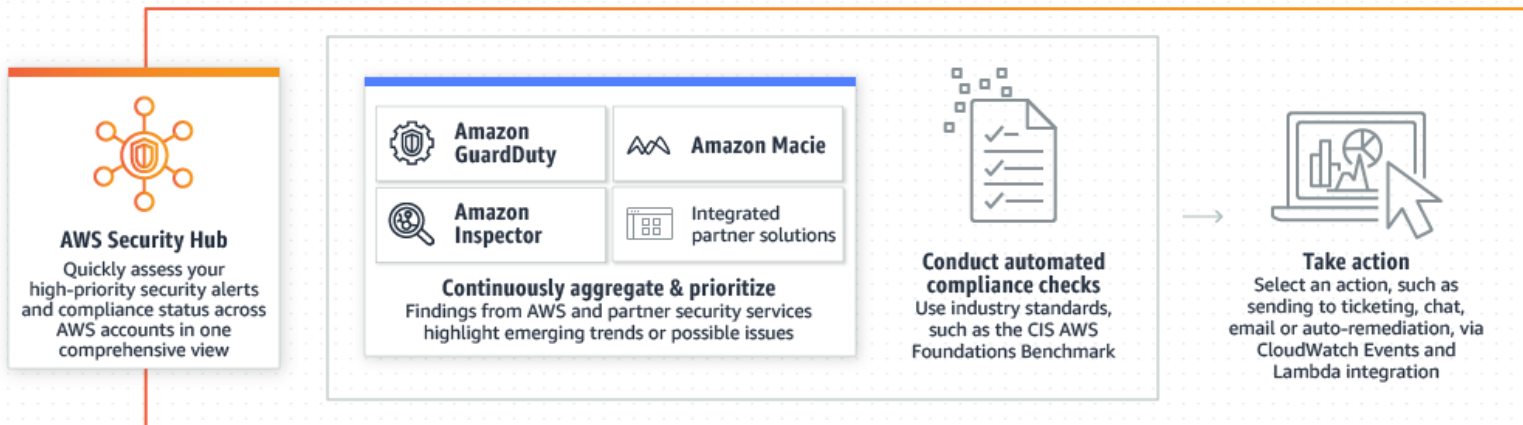 AWS Security Hub
Quickly assess your
high-priority security alerts
and compliance status across
AWS accounts in one
comprehensive view
Amazon
GuardDuty
Amazon Macie
Amazon
Inspector
Integrated
partner solutions
Continuously aggregate & prioritize
Findings from AWS and partner security services
highlight emerging trends or possible issues
Conduct automated
compliance checks
Use industry standards,
such as the CIS AWS
Foundations Benchmark
Take action
Select an action, such as
sending to ticketing, chat,
email or auto-remediation, via
CloudWatch Events and
Lambda integration